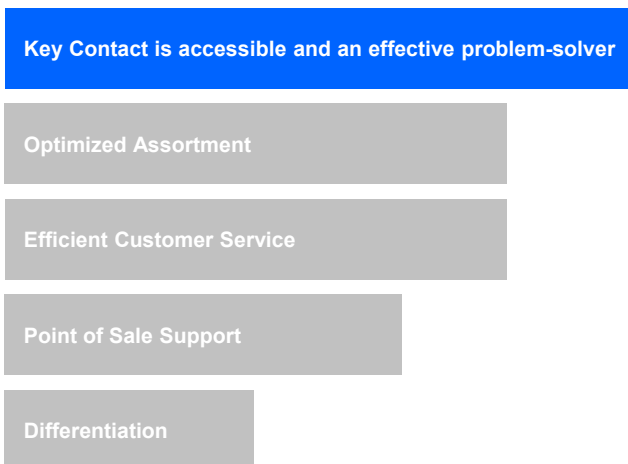 Key Contact is accessible and an effective problem-solver
Optimized Assortment
Efficient Customer Service
Point of Sale Support
Differentiation